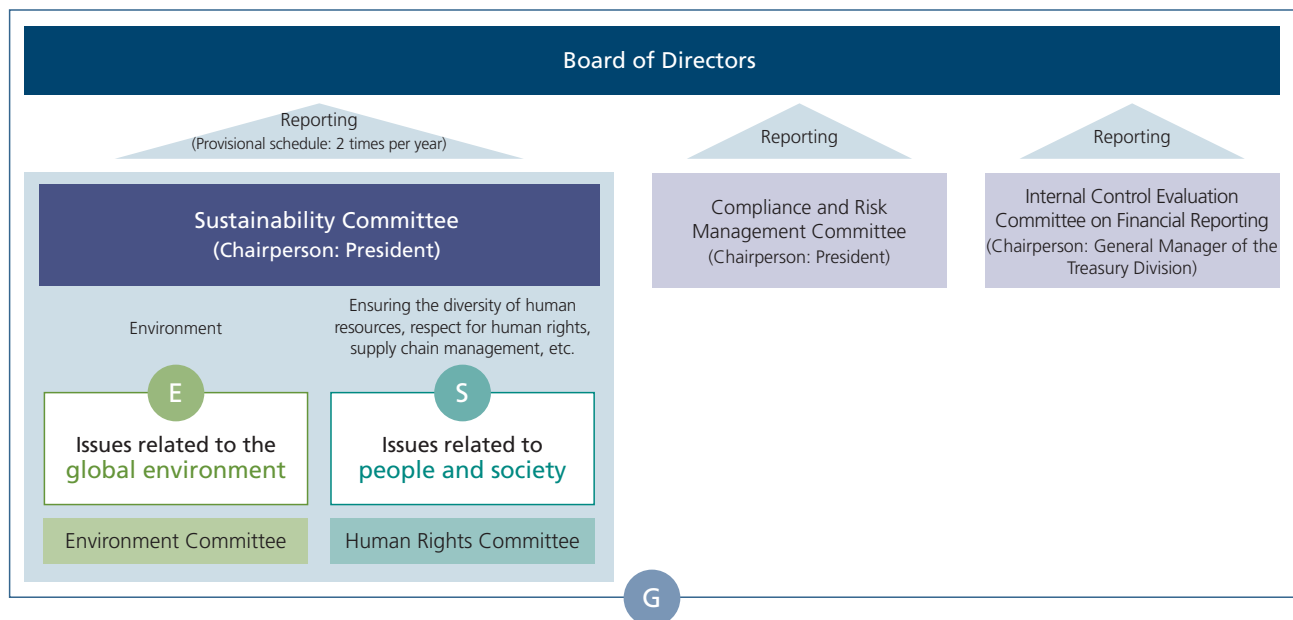 Board of Directors
Reporting
(Provisional schedule: 2 times per year)
Reporting
Reporting
Sustainability Committee
(Chairperson: President)
Compliance and Risk
Management Committee
(Chairperson: President)
Internal Control Evaluation
Committee on Financial Reporting
(Chairperson: General Manager of the
Treasury Division)
Environment
Ensuring the diversity of human
resources, respect for human rights,
supply chain management, etc.
E
Issues related to the
global environment
S
Issues related to
people and society
Environment Committee
Human Rights Committee
G